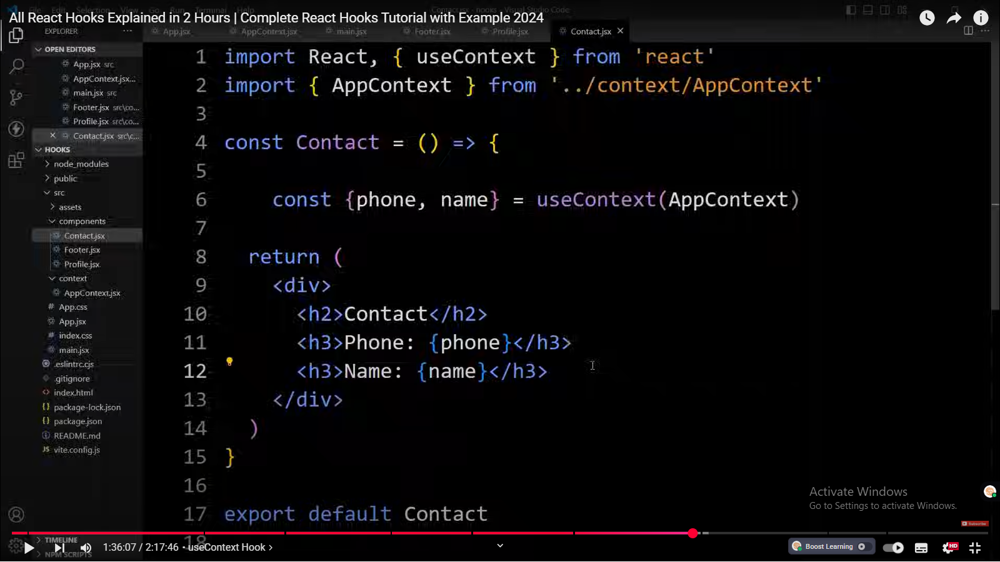 All React Hooks Explained in 2 Hours | Complete React Hooks Tutorial with Example 2024
EXPLORER
App.jsx
AppContext.jsx
main.jsx
Footer.jsx
Profile.jsx
Contact.jsx
OPEN EDITORS
App.jsx src
AppContext.jsx...
main.jsx src
Footer.jsx src\co...
Profile.jsx src\co...
Contact.jsx src\c...
HOOKS
node_modules
public
src
assets
components
Contact.jsx
Footer.jsx
Profile.jsx
context
AppContext.jsx
# App.css
App.jsx
# index.css
main.jsx
.eslintrc.cjs
.gitignore
<> index.html
{} package-lock.json
{} package.json
README.md
JS vite.config.js
TIMELINE
NPM SCRIPTS
1 import React, { useContext } from 'react'
2 import { AppContext } from '../context/AppContext'
3
4 const Contact = () => {
5
6 const {phone, name} = useContext(AppContext)
7
8 return (
9 <div>
10 <h2>Contact</h2>
11 <h3>Phone: {phone}</h3>
12 <h3>Name: {name}</h3>
13 </div>
14 )
15 }
16
17 export default Contact
18
Activate Windows
Go to Settings to activate Windows.
Subscribe
1:36:07 / 2:17:46 • useContext Hook >
Boost Learning
HD